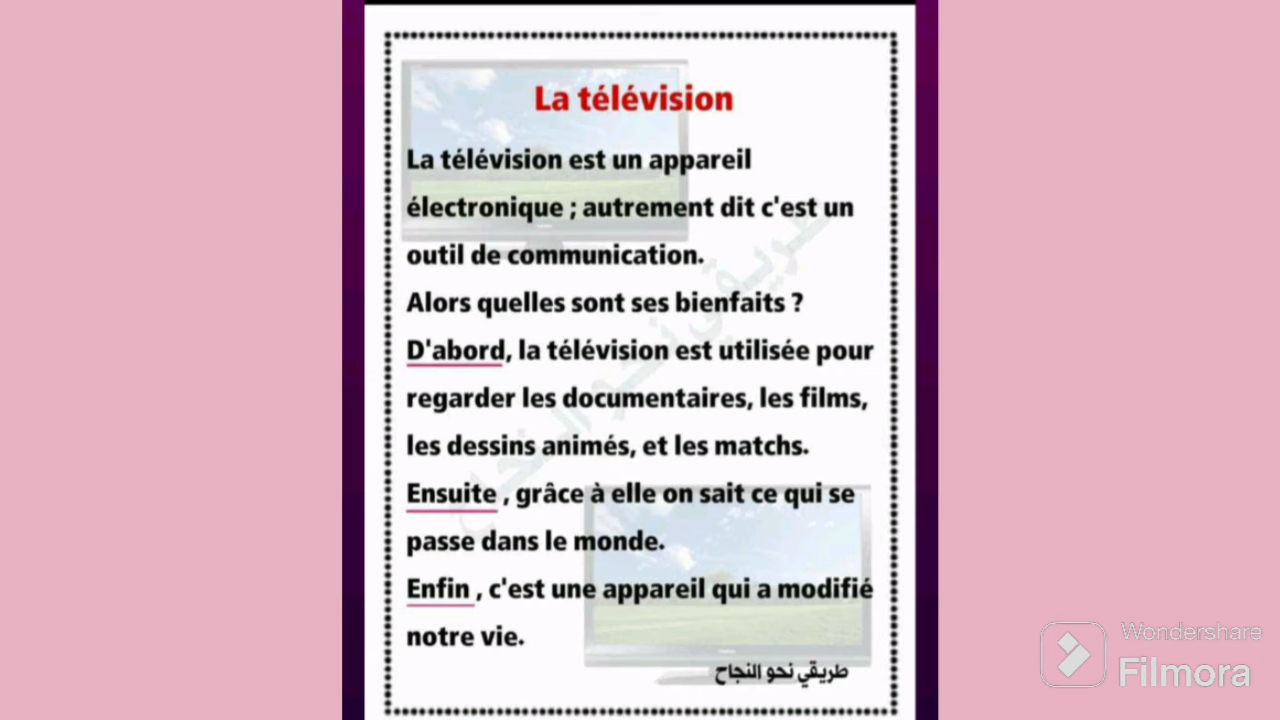 La télévision
La télévision est un appareil
électronique ; autrement dit c'est un
outil de communication.
Alors quelles sont ses bienfaits ?
D'abord, la télévision est utilisée pour
regarder les documentaires, les films,
les dessins animés, et les matchs.
Ensuite , grâce à elle on sait ce qui se
passe dans le monde.
Enfin , c'est une appareil qui a modifié
notre vie.
طريقي نحو النجاح
طريقي نحو النجاح
Wondershare
Filmora